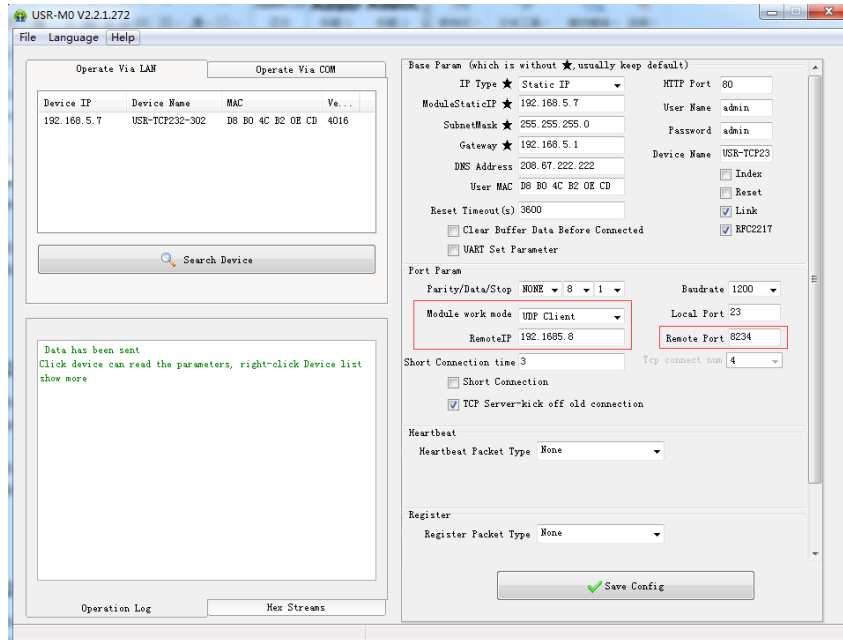 USR-M0 V2.2.1.272
File Language Help
Operate Via LAN Operate Via COM
Device IP Device Name MAC Ve...
192.168.5.7 USR-TCP232-302 D8 B0 4C B2 0E CD 4016
Search Device
Data has been sent
Click device can read the parameters, right-click Device list
show more
Operation Log Hex Streams
Base Param (which is without ★,usually keep default)
IP Type ★ Static IP HTTP Port 80
ModuleStaticIP ★ 192.168.5.7 User Name admin
SubnetMask ★ 255.255.255.0 Password admin
Gateway ★ 192.168.5.1 Device Name USR-TCP23
DNS Address 208.67.222.222 Index
User MAC D8 B0 4C B2 0E CD Reset
Reset Timeout(s) 3600 Link
Clear Buffer Data Before Connected RFC2217
UART Set Parameter
Port Param
Parity/Data/Stop NONE 8 1 Baudrate 1200
Module work mode UDP Client Local Port 23
RemoteIP 192.1685.8 Remote Port 8234
Short Connection time 3 Tcp connect num 4
Short Connection
TCP Server-kick off old connection
Heartbeat
Heartbeat Packet Type None
Register
Register Packet Type None
Save Config